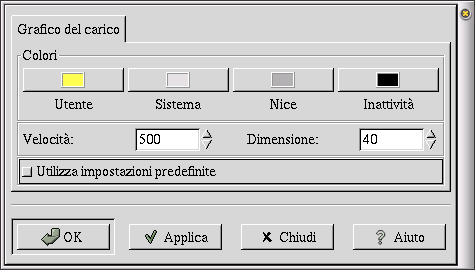 Grafico del carico
Colori
Utente Sistema Nice Inattività
Velocità: 500 Dimensione: 40
Utilizza impostazioni predefinite
OK Applica Chiudi Aiuto